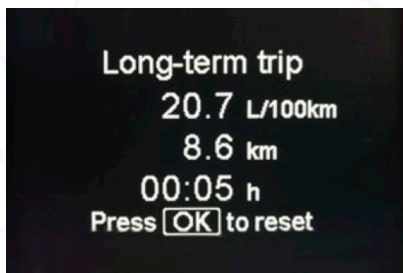 Long-term trip
20.7 L/100km
8.6 km
00:05 h
Press OK to reset